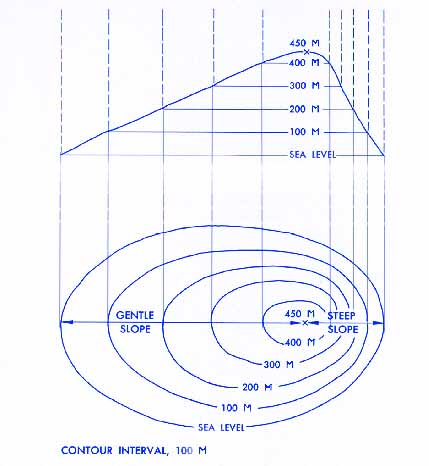 450 M
400 M
300 M
200 M
100 M
SEA LEVEL
GENTLE SLOPE
450 M
STEEP SLOPE
400 M
300 M
200 M
100 M
SEA LEVEL
CONTOUR INTERVAL, 100 M